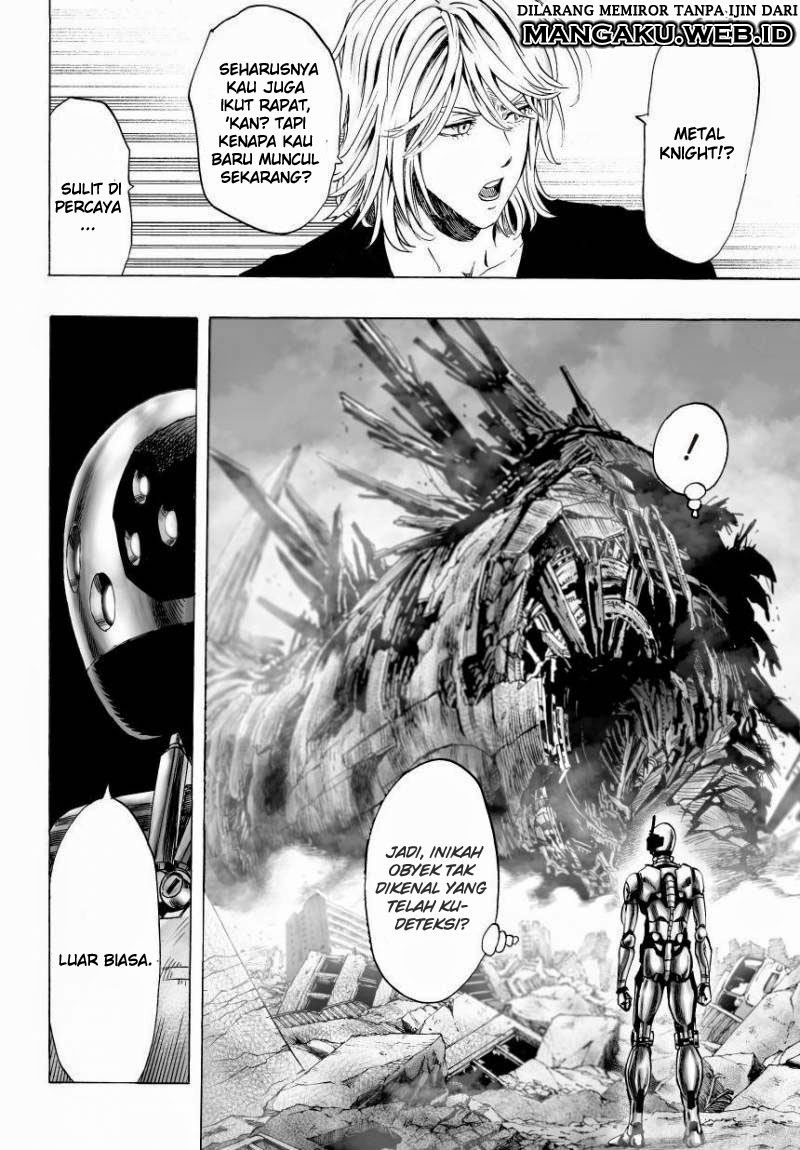 DILARANG MEMIROR TANPA IJIN DARI
MANGAKU.WEB.ID
METAL
KNIGHT!?
SEHARUSNYA
KAU JUGA
IKUT RAPAT,
'KAN? TAPI
KENAPA KAU
BARU MUNCUL
SEKARANG?
SULIT DI
PERCAYA
...
!
JADI, INIKAH
OBYEK TAK
DIKENAL YANG
TELAH KU-
DETEKSI?
LUAR BIASA.